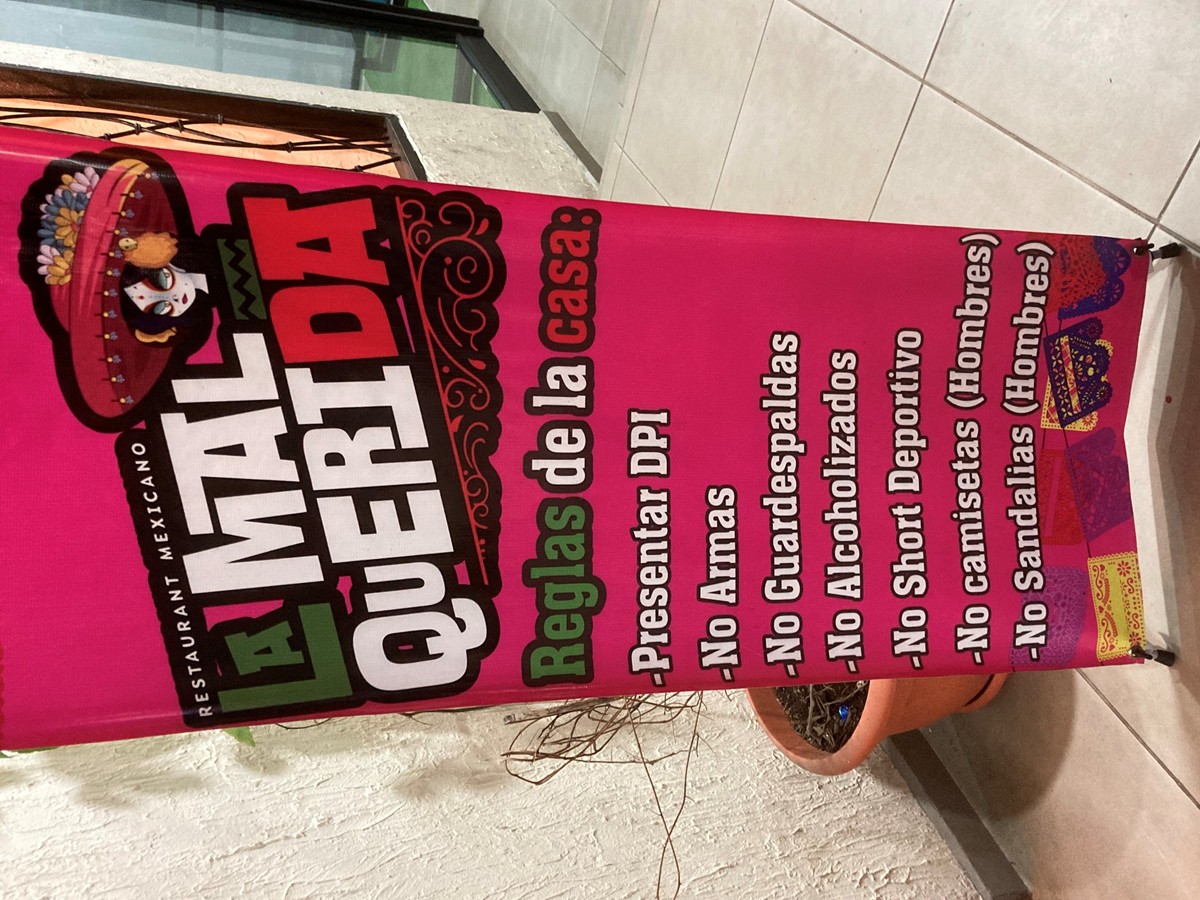 RESTAURANT MEXICANO
LA MAL
QUERIDA
Reglas de la casa:
-Presentar DPI
-No Armas
-No Guardespaldas
-No Alcoholizados
-No Short Deportivo
-No camisetas (Hombres)
-No Sandalias (Hombres)